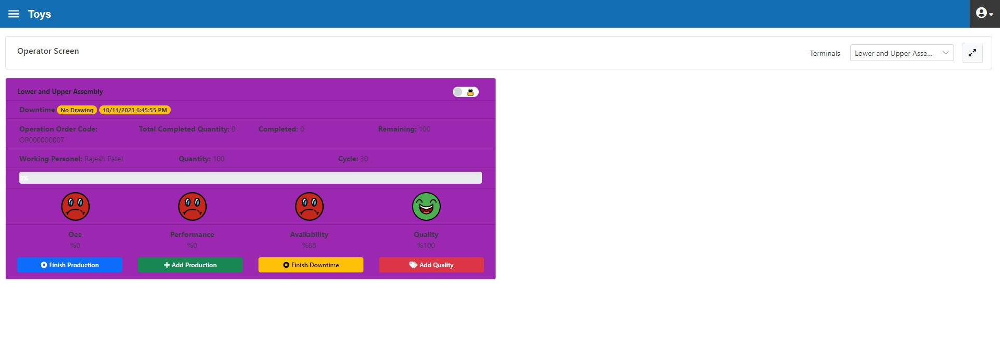 Toys
Operator Screen
Terminals Lower and Upper Asse...
Lower and Upper Assembly
Downtime No Drawing 10/11/2023 6:45:55 PM
Operation Order Code: Total Completed Quantity: 0 Completed: 0 Remaining: 100
OP000000007
Working Personel: Rajesh Patel Quantity: 100 Cycle: 30
0%
Oee Performance Availability Quality
%0 %0 %68 %100
Finish Production Add Production Finish Downtime Add Quality